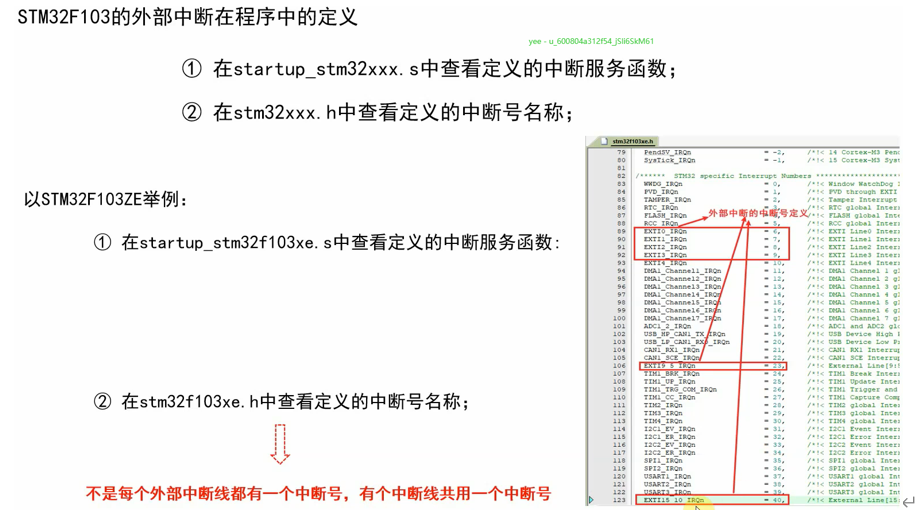 STM32F103的外部中断在程序中的定义
yee - u_600804a312f54_jSli6SkM61
① 在startup_stm32xxx.s中查看定义的中断服务函数；
② 在stm32xxx.h中查看定义的中断号名称；
以STM32F103ZE举例：
① 在startup_stm32f103xe.s中查看定义的中断服务函数:
② 在stm32f103xe.h中查看定义的中断号名称；
不是每个外部中断线都有一个中断号，有个中断线共用一个中断号
stm32f103xe.h
79 PendSV_IRQn = -2, /*!< 14 Cortex-M3 Pend
80 SysTick_IRQn = -1, /*!< 15 Cortex-M3 Syst
81
82 /****** STM32 specific Interrupt Numbers
83 WWDG_IRQn = 0, /*!< Window WatchDog I
84 PVD_IRQn = 1, /*!< PVD through EXTI
85 TAMPER_IRQn = 2, /*!< Tamper Interrupt
86 RTC_IRQn = 3, /*!< RTC global Inter
87 FLASH_IRQn 外部中断的中断号定义
88 RCC_IRQn = 5, /*!< RCC global Inter
89 EXTI0_IRQn = 6, /*!< EXTI Line0 Inter
90 EXTI1_IRQn = 7, /*!< EXTI Line1 Inter
91 EXTI2_IRQn = 8, /*!< EXTI Line2 Inter
92 EXTI3_IRQn = 9, /*!< EXTI Line3 Inter
93 EXTI4_IRQn = 10, /*!< EXTI Line4 Inter
94 DMA1_Channel1_IRQn = 11, /*!< DMA1 Channel 1 gl
95 DMA1_Channel2_IRQn = 12, /*!< DMA1 Channel 2 gl
96 DMA1_Channel3_IRQn = 13, /*!< DMA1 Channel 3 gl
97 DMA1_Channel4_IRQn = 14, /*!< DMA1 Channel 4 gl
98 DMA1_Channel5_IRQn = 15, /*!< DMA1 Channel 5 gl
99 DMA1_Channel6_IRQn = 16, /*!< DMA1 Channel 6 gl
100 DMA1_Channel7_IRQn = 17, /*!< DMA1 Channel 7 gl
101 ADC1_2_IRQn = 18, /*!< ADC1 and ADC2 glo
102 USB_HP_CAN1_TX_IRQn = 19, /*!< USB Device High P
103 USB_LP_CAN1_RX0_IRQn = 20, /*!< USB Device Low Pr
104 CAN1_RX1_IRQn = 21, /*!< CAN1 RX1 Interrup
105 CAN1_SCE_IRQn = 22, /*!< CAN1 SCE Interrup
106 EXTI9_5_IRQn = 23, /*!< External Line[9:5
107 TIM1_BRK_IRQn = 24, /*!< TIM1 Break Inter
108 TIM1_UP_IRQn = 25, /*!< TIM1 Update Inter
109 TIM1_TRG_COM_IRQn = 26, /*!< TIM1 Trigger and
110 TIM1_CC_IRQn = 27, /*!< TIM1 Capture Comp
111 TIM2_IRQn = 28, /*!< TIM2 global Inter
112 TIM3_IRQn = 29, /*!< TIM3 global Inter
113 TIM4_IRQn = 30, /*!< TIM4 global Inter
114 I2C1_EV_IRQn = 31, /*!< I2C1 Event Interr
115 I2C1_ER_IRQn = 32, /*!< I2C1 Error Interr
116 I2C2_EV_IRQn = 33, /*!< I2C2 Event Interr
117 I2C2_ER_IRQn = 34, /*!< I2C2 Error Interr
118 SPI1_IRQn = 35, /*!< SPI1 global Inter
119 SPI2_IRQn = 36, /*!< SPI2 global Inter
120 USART1_IRQn = 37, /*!< USART1 global Int
121 USART2_IRQn = 38, /*!< USART2 global Int
122 USART3_IRQn = 39, /*!< USART3 global Int
123 EXTI15_10_IRQn = 40, /*!< External Line[15: